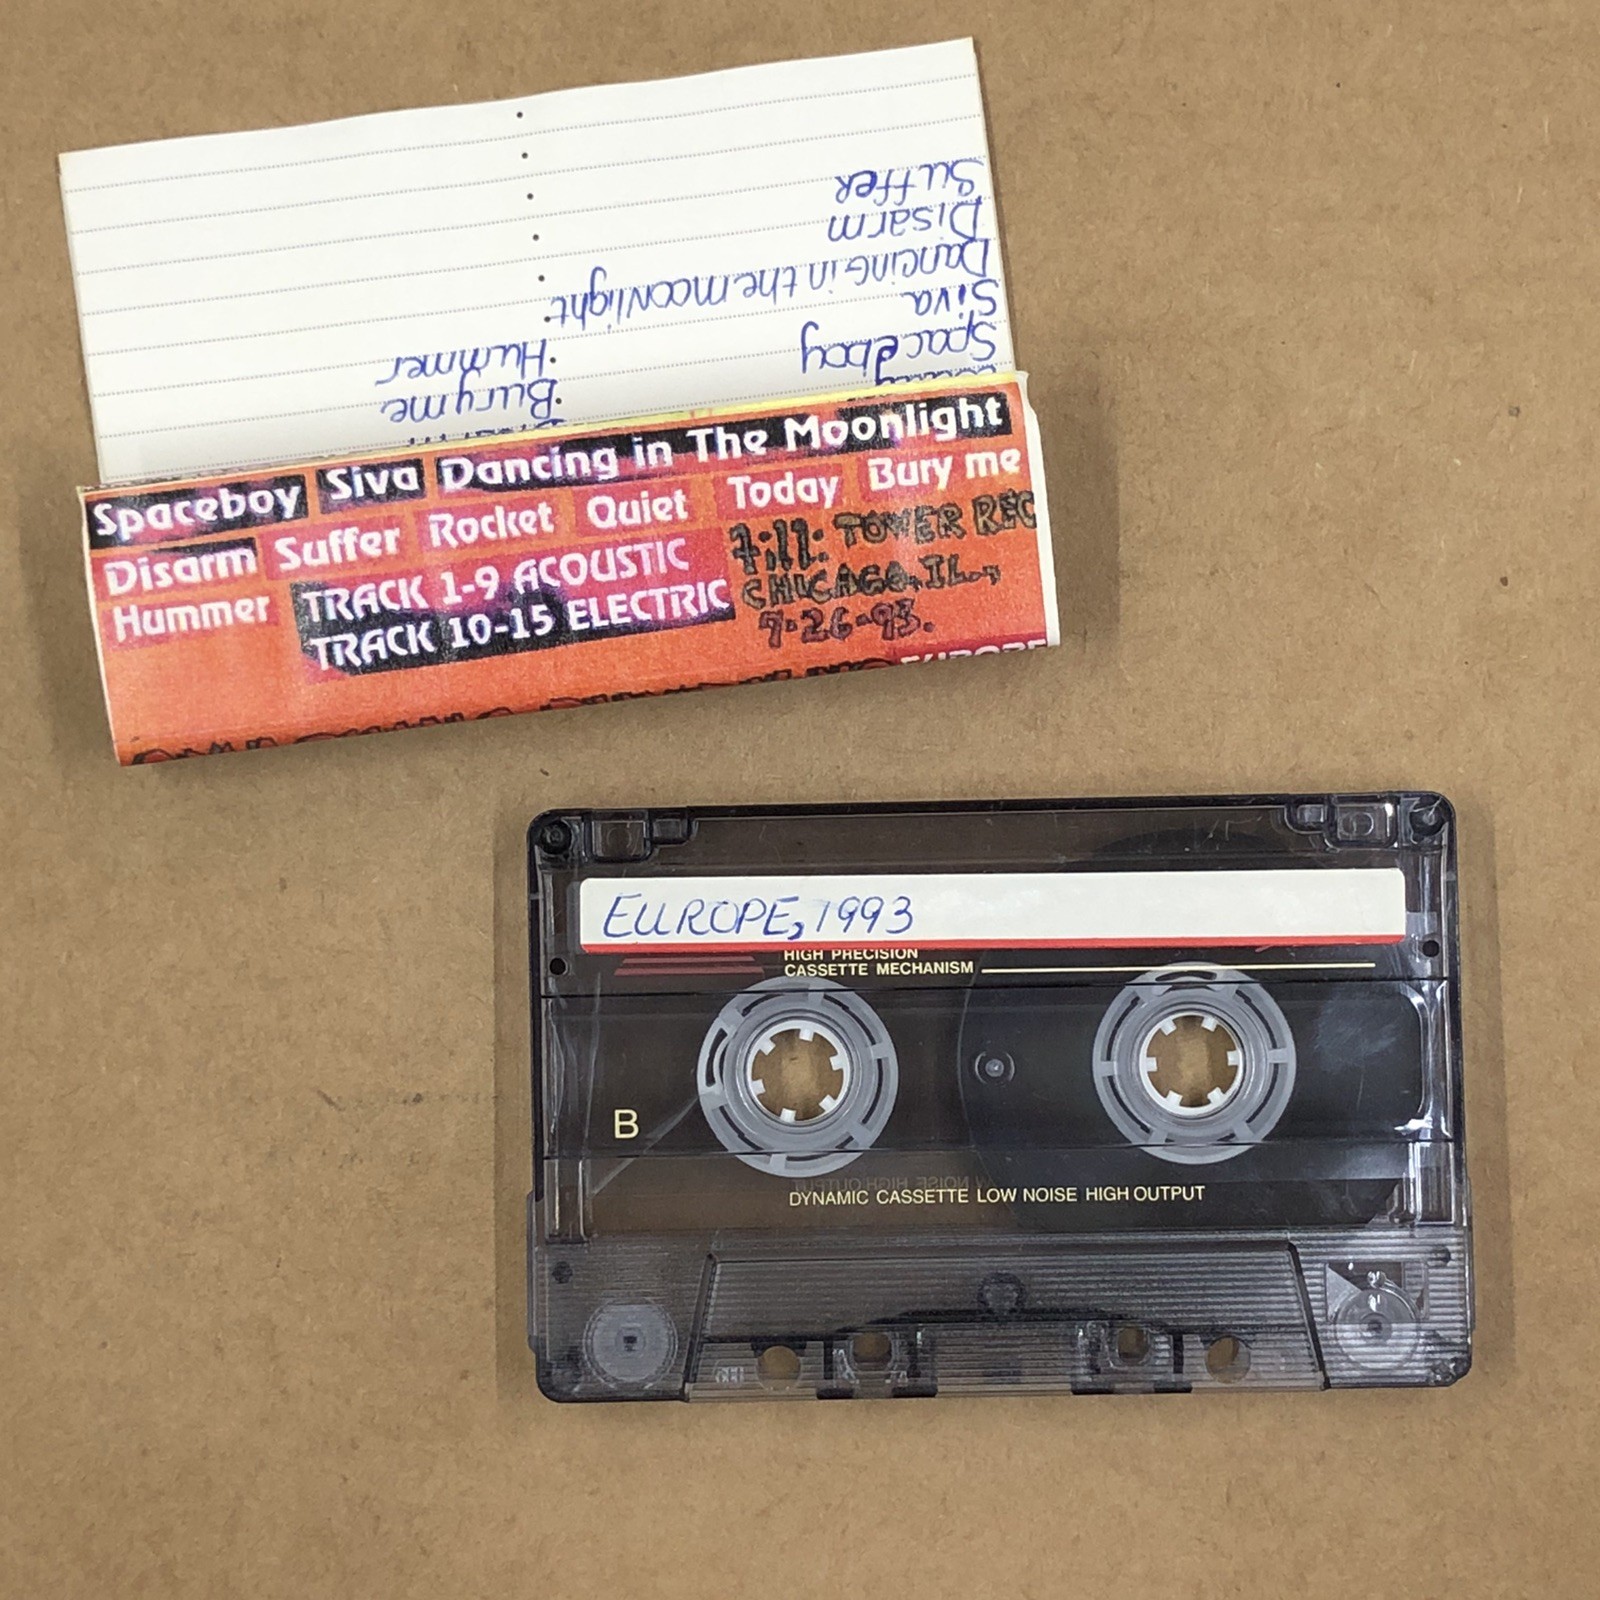 Suffer
Disarm
Dancing in the moonlight
Siva
Spaceboy
Hummer
Bury me
Spaceboy Siva Dancing in The Moonlight
Disarm Suffer Rocket Quiet Today Bury me
Hummer TRACK 1-9 ACOUSTIC
TRACK 10-15 ELECTRIC
fill: TOWER REC
CHICAGO, IL.,
7-26-93.
EUROPE
EUROPE, 1993
HIGH PRECISION
CASSETTE MECHANISM
B
DYNAMIC CASSETTE LOW NOISE HIGH OUTPUT